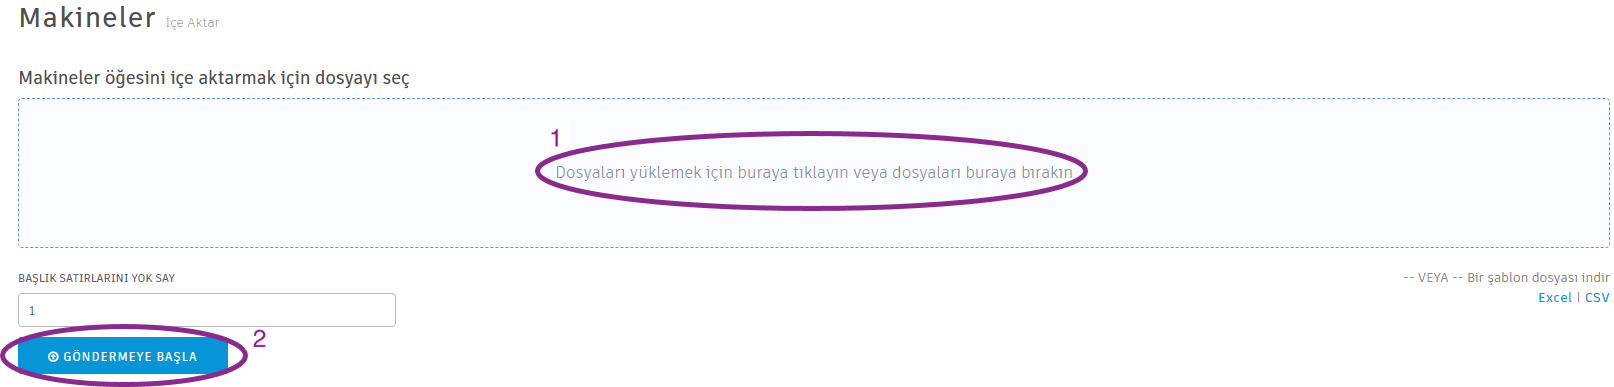 Makineler İçe Aktar
Makineler öğesini içe aktarmak için dosyayı seç
1
Dosyaları yüklemek için buraya tıklayın veya dosyaları buraya bırakın
BAŞLIK SATIRLARINI YOK SAY
1
-- VEYA -- Bir şablon dosyası indir
Excel | CSV
GÖNDERMEYE BAŞLA
2